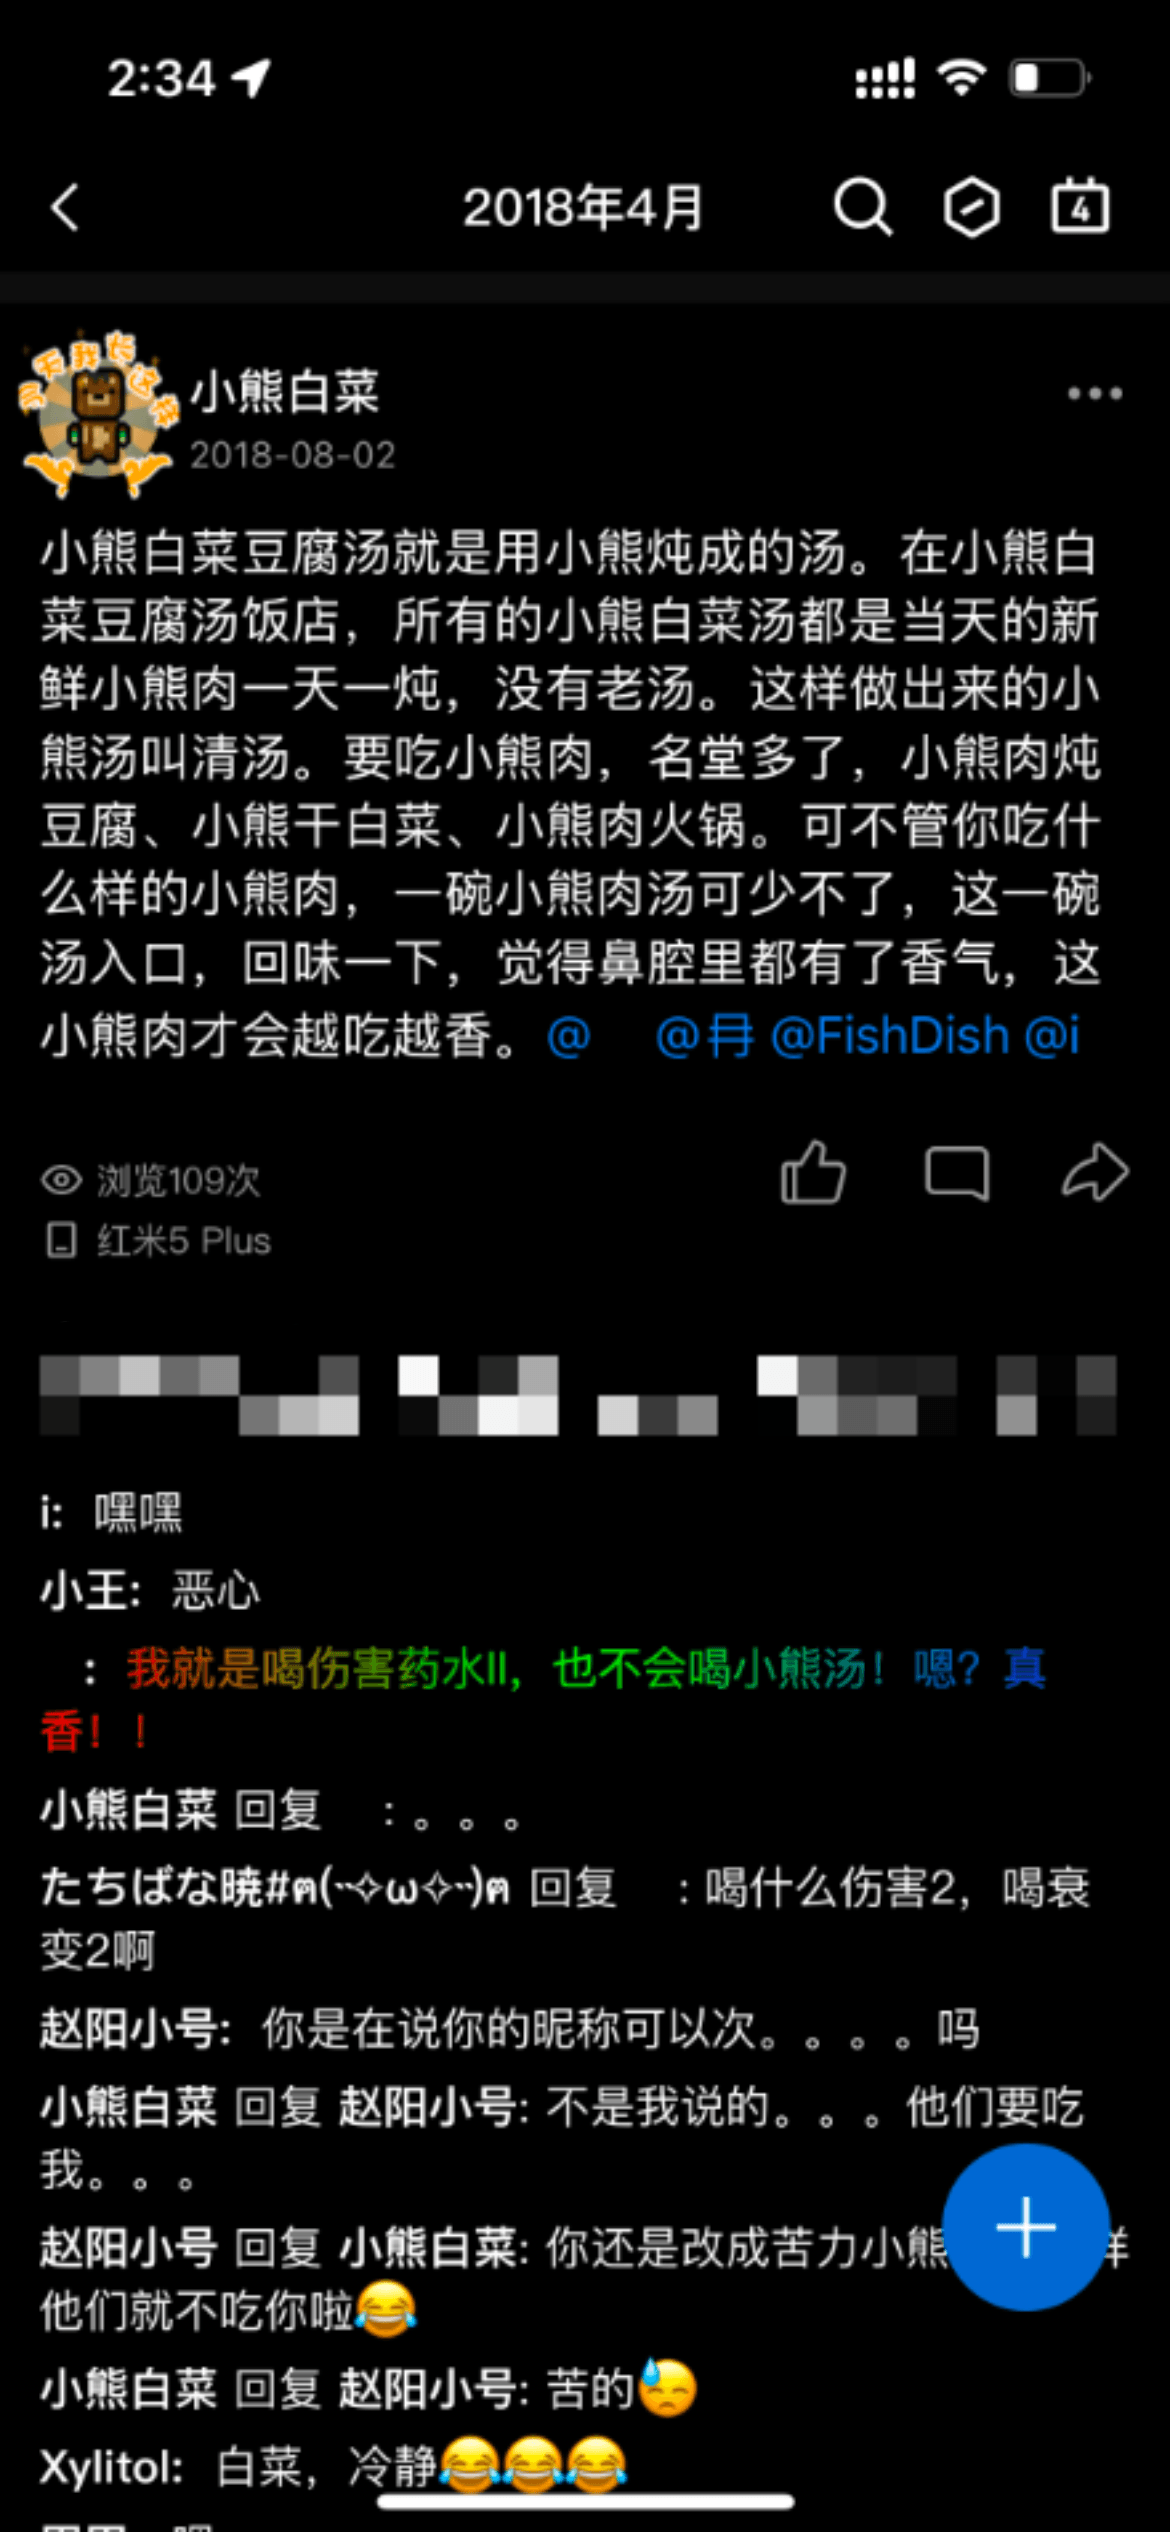 2:34
2018年4月
4
今天我长这样
小熊白菜
2018-08-02
小熊白菜豆腐汤就是用小熊炖成的汤。在小熊白
菜豆腐汤饭店，所有的小熊白菜汤都是当天的新
鲜小熊肉一天一炖，没有老汤。这样做出来的小
熊汤叫清汤。要吃小熊肉，名堂多了，小熊肉炖
豆腐、小熊干白菜、小熊肉火锅。可不管你吃什
么样的小熊肉，一碗小熊肉汤可少不了，这一碗
汤入口，回味一下，觉得鼻腔里都有了香气，这
小熊肉才会越吃越香。@ @冄 @FishDish @i
浏览109次
红米5 Plus
i: 嘿嘿
小王: 恶心
: 我就是喝伤害药水II，也不会喝小熊汤！嗯？真
香！！
小熊白菜 回复 : 。。。
たちばな暁#ฅ(˶✧ω✧˶)ฅ 回复 : 喝什么伤害2，喝衰
变2啊
赵阳小号: 你是在说你的昵称可以次。。。。吗
小熊白菜 回复 赵阳小号: 不是我说的。。。他们要吃
我。。。
赵阳小号 回复 小熊白菜: 你还是改成苦力小熊 样
他们就不吃你啦😂
小熊白菜 回复 赵阳小号: 苦的😓
Xylitol: 白菜，冷静😂😂😂